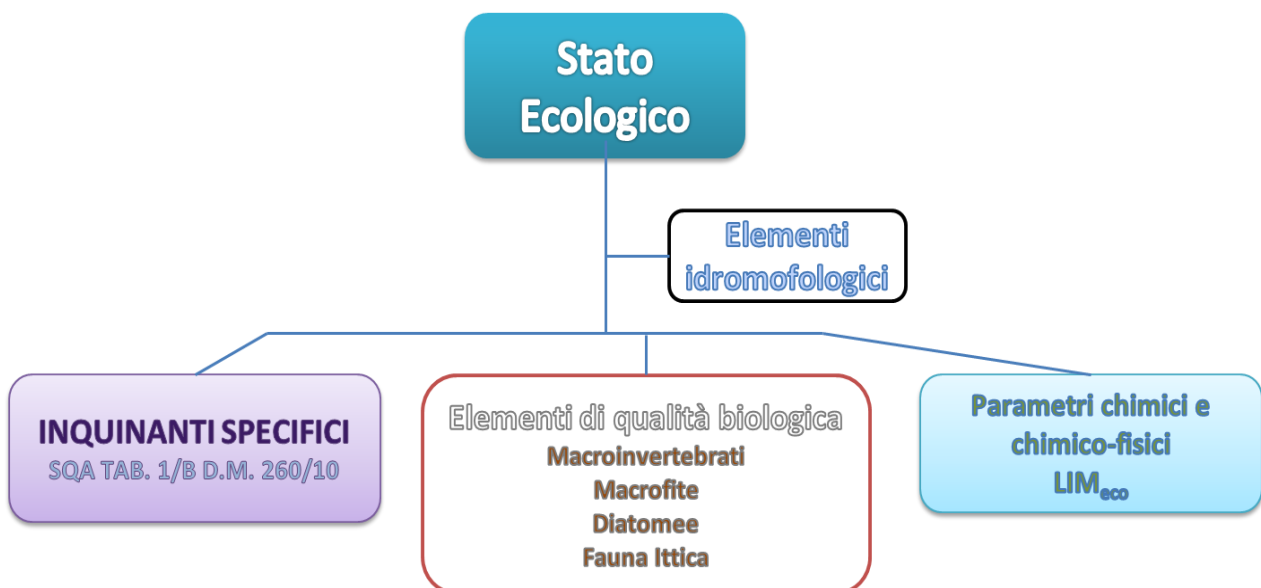 Stato
Ecologico
Elementi
idromofologici
INQUINANTI SPECIFICI
SQA TAB. 1/B D.M. 260/10
Elementi di qualità biologica
Macroinvertebrati
Macrofite
Diatomee
Fauna Ittica
Parametri chimici e
chimico-fisici
LIMeco